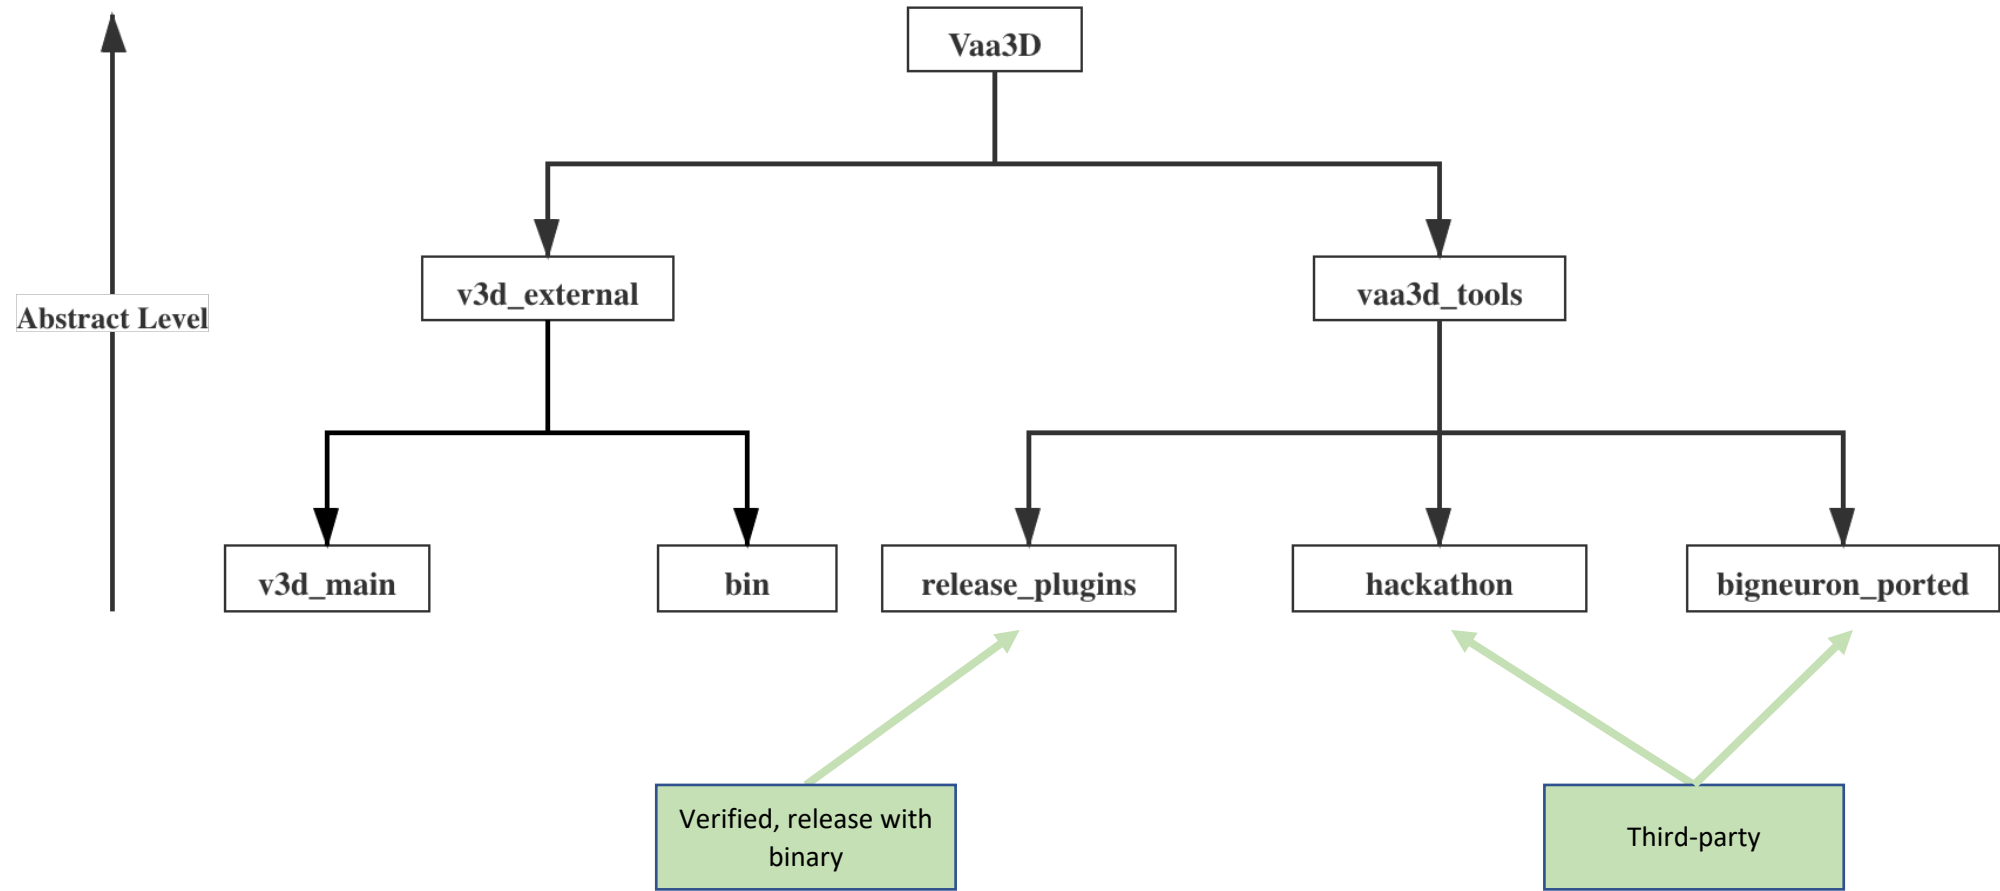 Vaa3D
v3d_external
vaa3d_tools
Abstract Level
v3d_main
bin
release_plugins
hackathon
bigneuron_ported
Verified, release with
binary
Third-party